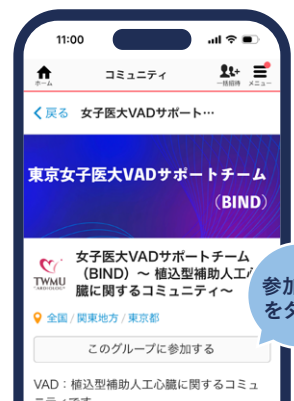 11:00
ホーム
コミュニティ
一括招待
メニュー
戻る 女子医大VADサポート…
東京女子医大VADサポートチーム
（BIND）
TWMU
女子医大VADサポートチーム
（BIND）～ 植込型補助人工心
臓に関するコミュニティ～
全国 / 関東地方 / 東京都
参加
をタ
このグループに参加する
VAD：植込型補助人工心臓に関するコミュ